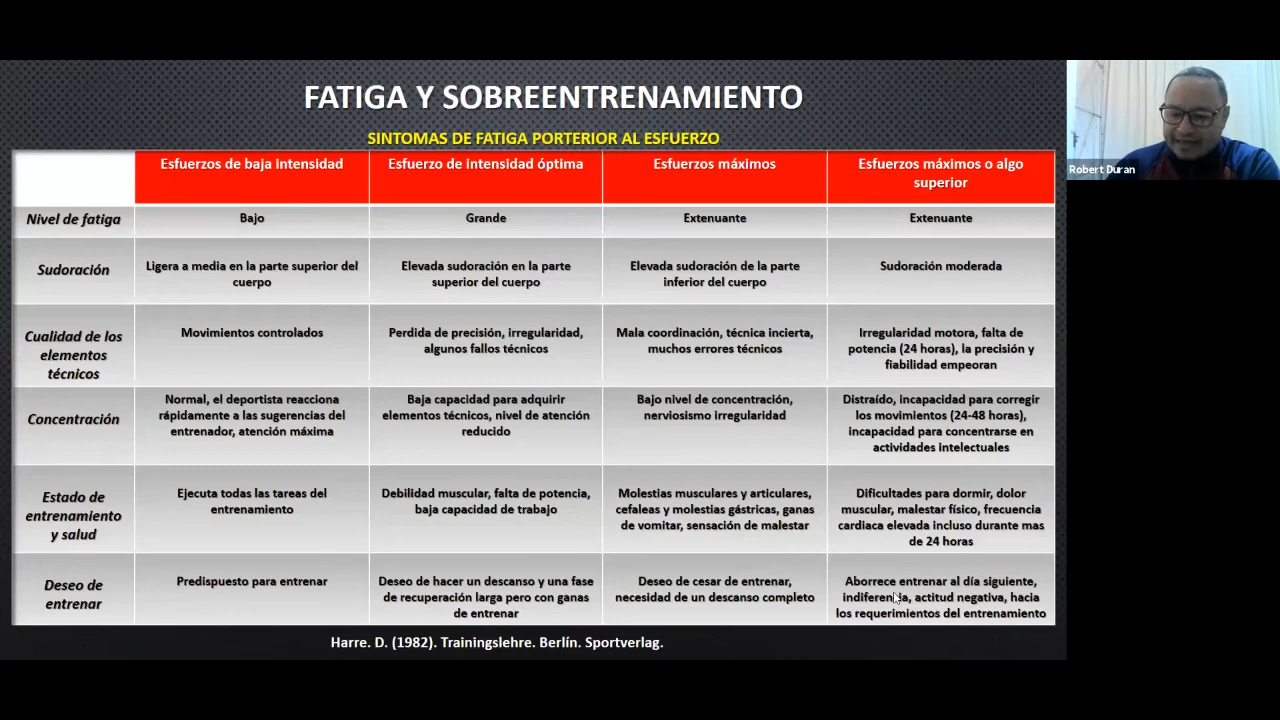 FATIGA Y SOBREENTRENAMIENTO
SINTOMAS DE FATIGA PORTERIOR AL ESFUERZO
Esfuerzos de baja intensidad
Esfuerzo de intensidad óptima
Esfuerzos máximos
Esfuerzos máximos o algo
superior
Nivel de fatiga
Bajo
Grande
Extenuante
Extenuante
Sudoración
Ligera a media en la parte superior del
cuerpo
Elevada sudoración en la parte
superior del cuerpo
Elevada sudoración de la parte
inferior del cuerpo
Sudoración moderada
Cualidad de los
elementos
técnicos
Movimientos controlados
Perdida de precisión, irregularidad,
algunos fallos técnicos
Mala coordinación, técnica incierta,
muchos errores técnicos
Irregularidad motora, falta de
potencia (24 horas), la precisión y
fiabilidad empeoran
Concentración
Normal, el deportista reacciona
rápidamente a las sugerencias del
entrenador, atención máxima
Baja capacidad para adquirir
elementos técnicos, nivel de atención
reducido
Bajo nivel de concentración,
nerviosismo irregularidad
Distraído, incapacidad para corregir
los movimientos (24-48 horas),
incapacidad para concentrarse en
actividades intelectuales
Estado de
entrenamiento
y salud
Ejecuta todas las tareas del
entrenamiento
Debilidad muscular, falta de potencia,
baja capacidad de trabajo
Molestias musculares y articulares,
cefaleas y molestias gástricas, ganas
de vomitar, sensación de malestar
Dificultades para dormir, dolor
muscular, malestar físico, frecuencia
cardiaca elevada incluso durante mas
de 24 horas
Deseo de
entrenar
Predispuesto para entrenar
Deseo de hacer un descanso y una fase
de recuperación larga pero con ganas
de entrenar
Deseo de cesar de entrenar,
necesidad de un descanso completo
Aborrece entrenar al día siguiente,
indiferencia, actitud negativa, hacia
los requerimientos del entrenamiento
Harre. D. (1982). Trainingslehre. Berlín. Sportverlag.
Robert Duran